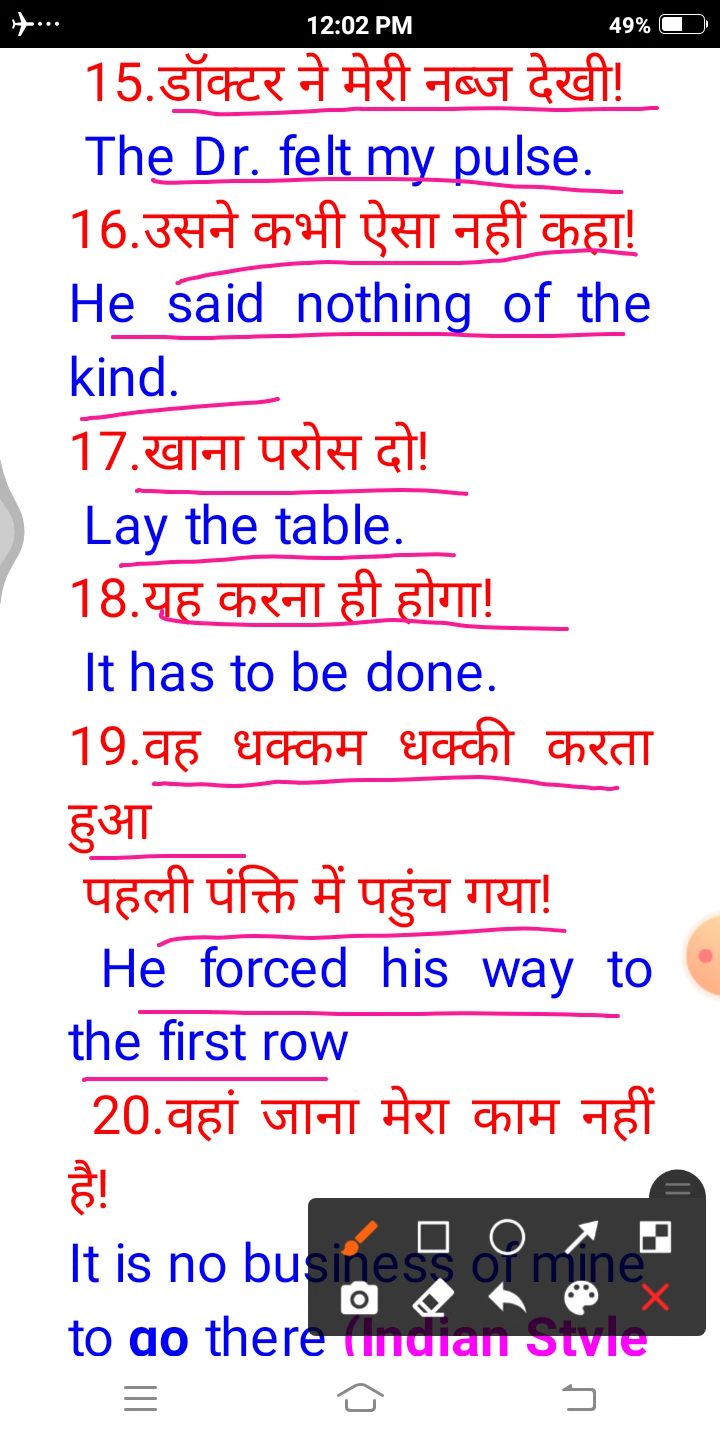 12:02 PM
49%
15.डॉक्टर ने मेरी नब्ज देखी!
The Dr. felt my pulse.
16.उसने कभी ऐसा नहीं कहा!
He said nothing of the
kind.
17.खाना परोस दो!
Lay the table.
18.यह करना ही होगा!
It has to be done.
19.वह धक्कम धक्की करता
हुआ
पहली पंक्ति में पहुंच गया!
He forced his way to
the first row
20.वहां जाना मेरा काम नहीं
है!
It is no business of mine
to go there (Indian Style